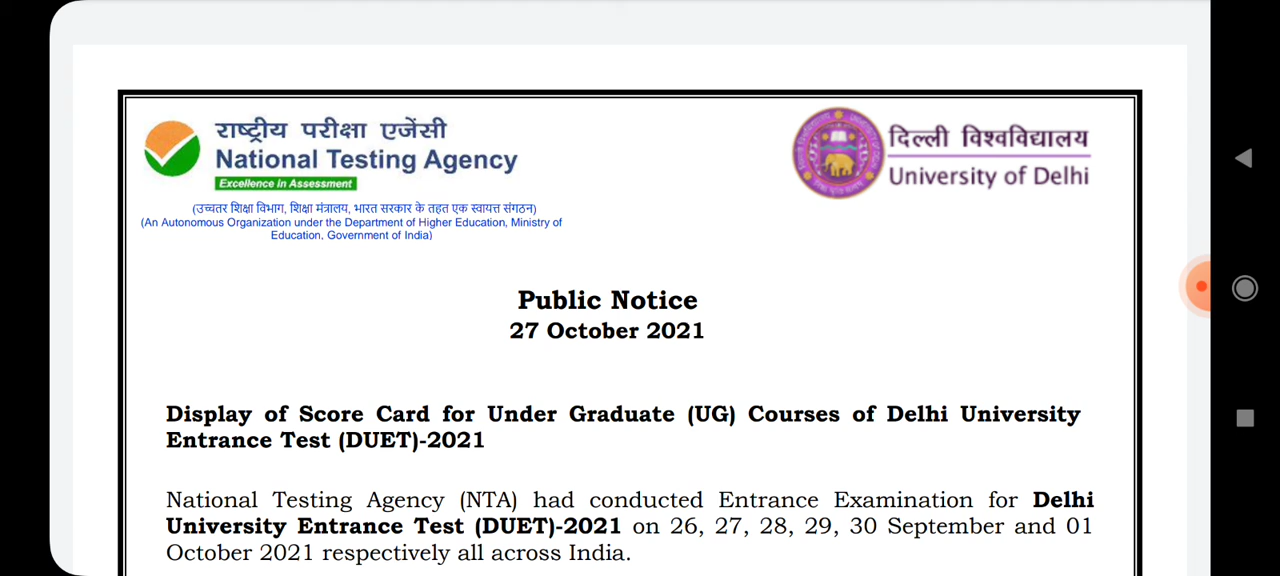 राष्ट्रीय परीक्षा एजेंसी
National Testing Agency
Excellence in Assessment
(उच्चतर शिक्षा विभाग, शिक्षा मंत्रालय, भारत सरकार के तहत एक स्वायत्त संगठन)
(An Autonomous Organization under the Department of Higher Education, Ministry of
Education, Government of India)
दिल्ली विश्वविद्यालय
University of Delhi
Public Notice
27 October 2021
Display of Score Card for Under Graduate (UG) Courses of Delhi University
Entrance Test (DUET)-2021
National Testing Agency (NTA) had conducted Entrance Examination for Delhi
University Entrance Test (DUET)-2021 on 26, 27, 28, 29, 30 September and 01
October 2021 respectively all across India.